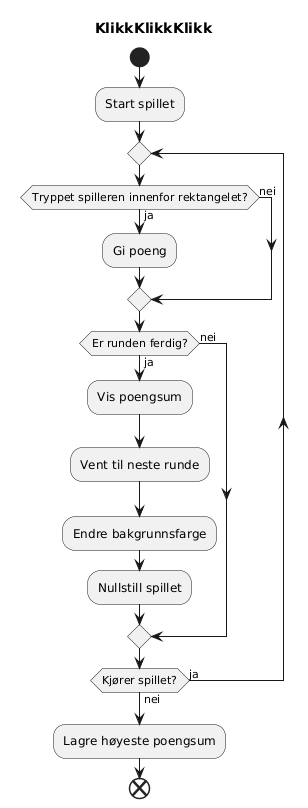 KlikkKlikkKlikk
Start spillet
Tryppet spilleren innenfor rektangelet?
nei
ja
Gi poeng
Er runden ferdig?
nei
ja
Vis poengsum
Vent til neste runde
Endre bakgrunnsfarge
Nullstill spillet
Kjører spillet?
ja
nei
Lagre høyeste poengsum